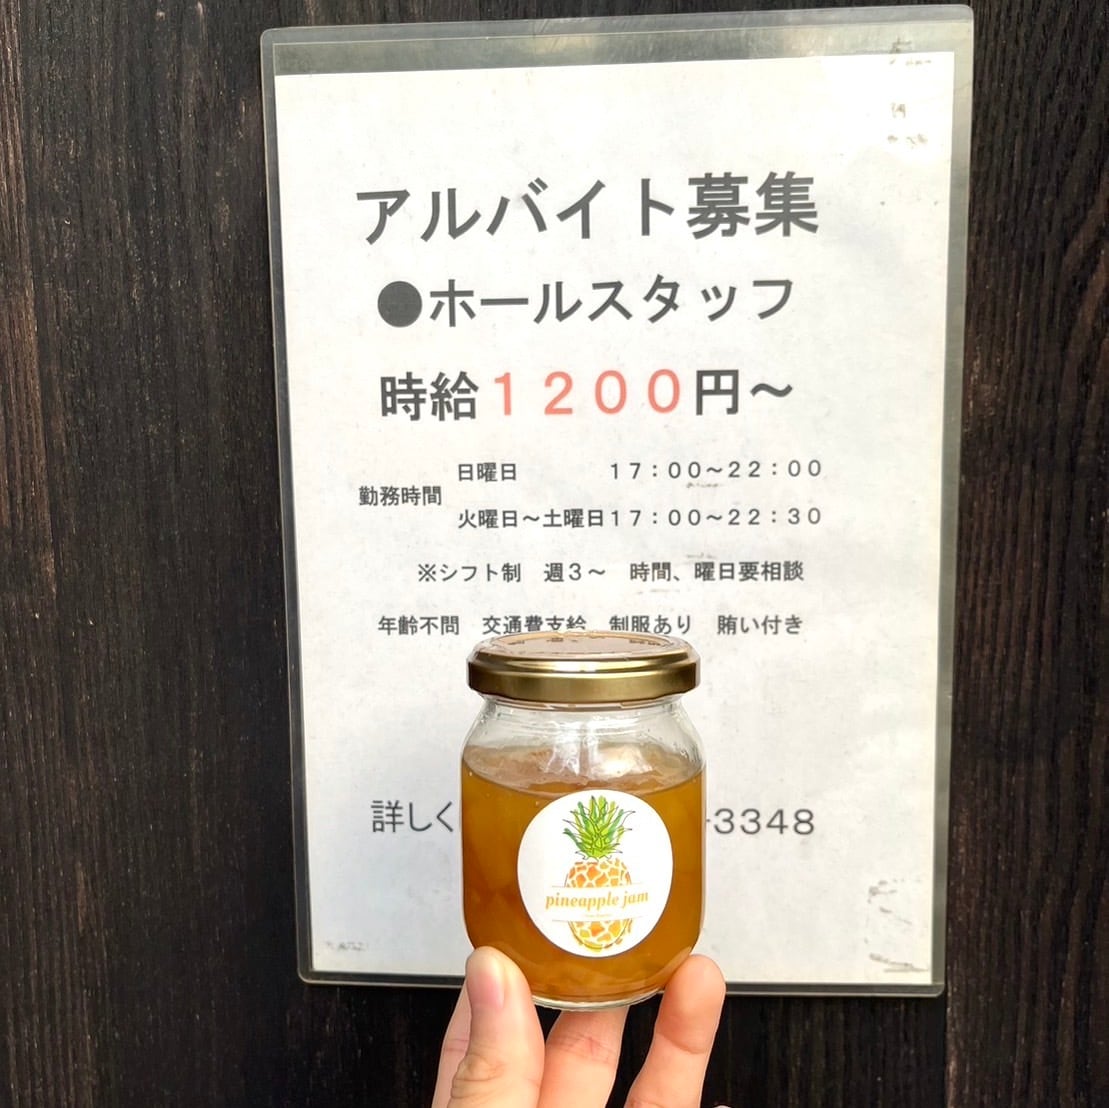 アルバイト募集
●ホールスタッフ
時給1200円～
勤務時間
日曜日 17：00～22：00
火曜日～土曜日17：00～22：30
※シフト制 週3～ 時間、曜日要相談
年齢不問 交通費支給 制服あり 賄い付き
詳しく
-3348
pineapple jam